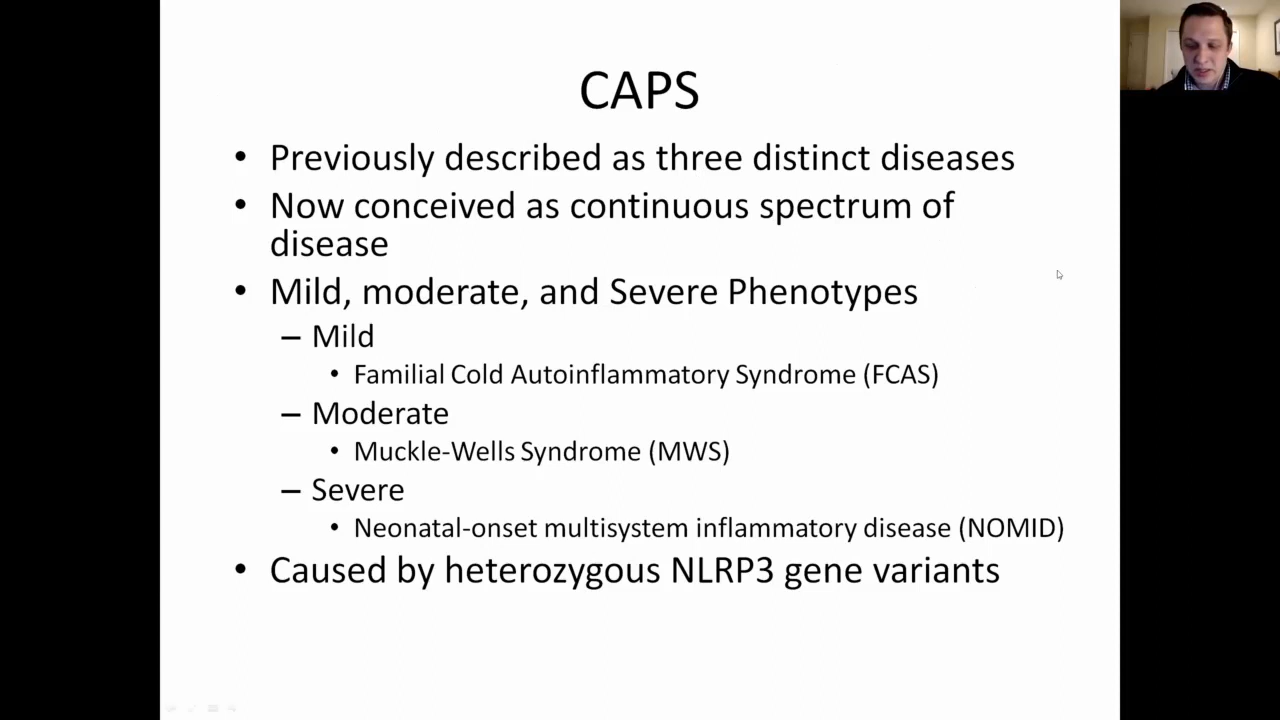 CAPS
• Previously described as three distinct diseases
• Now conceived as continuous spectrum of
disease
• Mild, moderate, and Severe Phenotypes
– Mild
• Familial Cold Autoinflammatory Syndrome (FCAS)
– Moderate
• Muckle-Wells Syndrome (MWS)
– Severe
• Neonatal-onset multisystem inflammatory disease (NOMID)
• Caused by heterozygous NLRP3 gene variants